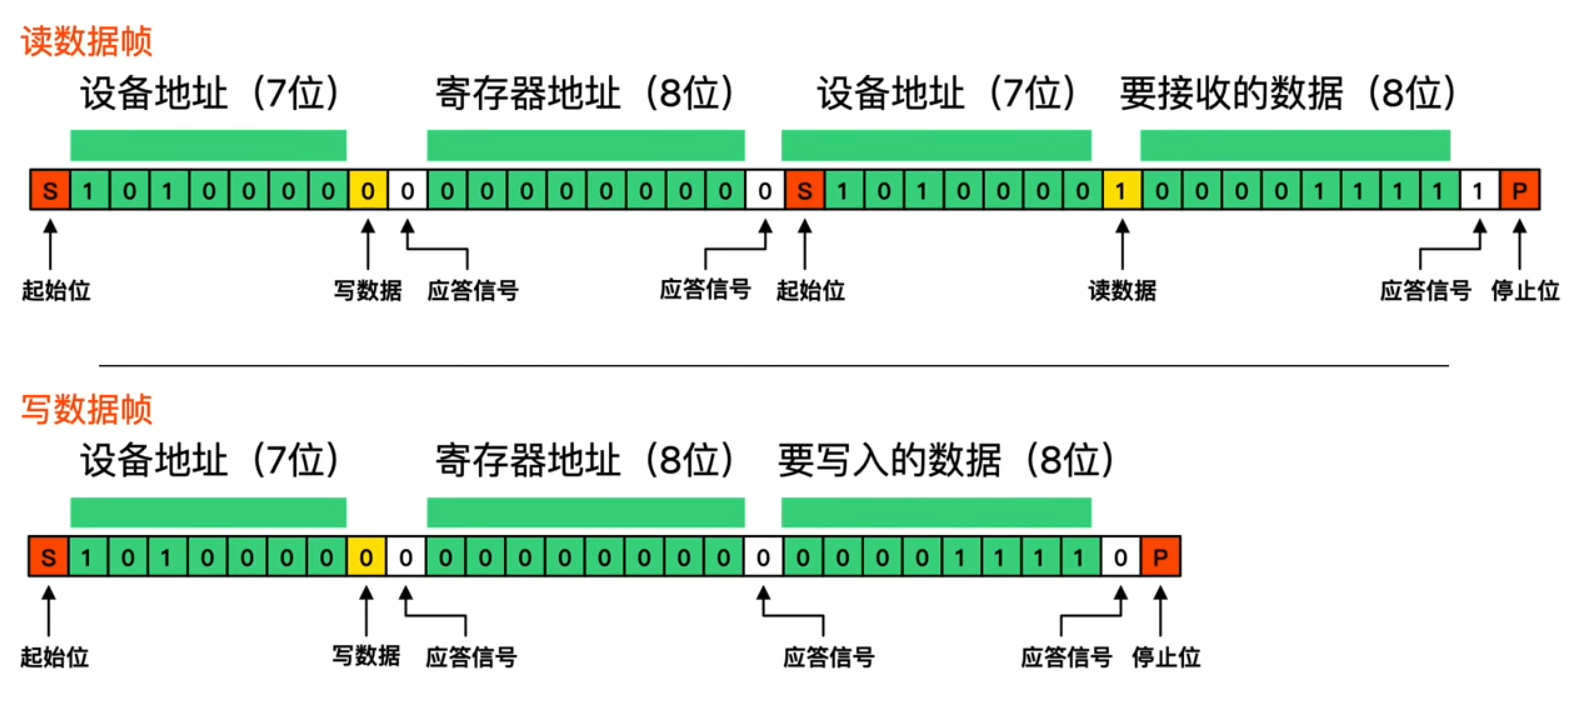 读数据帧
设备地址（7位） 寄存器地址（8位） 设备地址（7位） 要接收的数据（8位）
S 1 0 1 0 0 0 0 0 0 0 0 0 0 0 0 0 0 0 S 1 0 1 0 0 0 0 1 0 0 0 0 1 1 1 1 1 P
起始位 写数据 应答信号 应答信号 起始位 读数据 应答信号 停止位
写数据帧
设备地址（7位） 寄存器地址（8位） 要写入的数据（8位）
S 1 0 1 0 0 0 0 0 0 0 0 0 0 0 0 0 0 0 0 0 0 0 1 1 1 1 0 P
起始位 写数据 应答信号 应答信号 应答信号 停止位